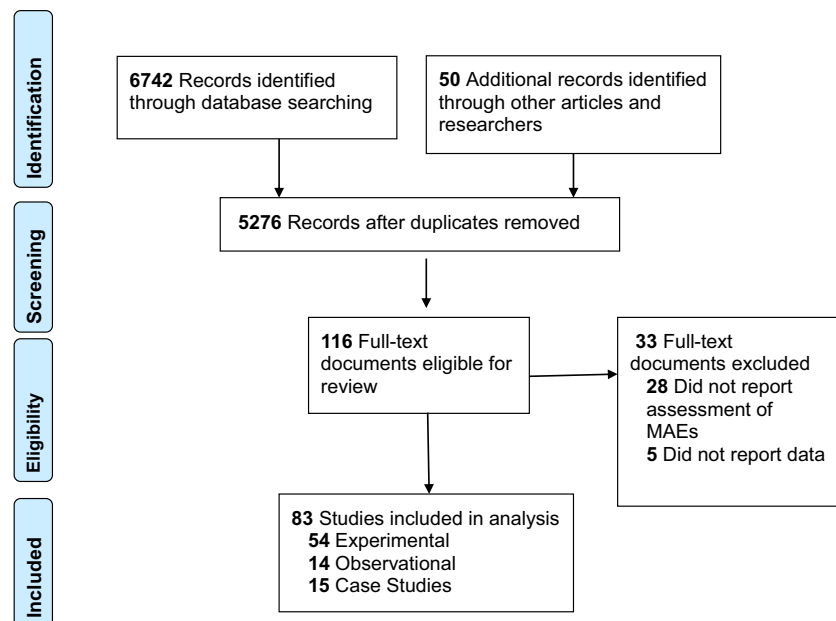 Identification
6742 Records identified
through database searching
50 Additional records identified
through other articles and
researchers
5276 Records after duplicates removed
Screening
116 Full-text
documents eligible for
review
33 Full-text
documents excluded
28 Did not report
assessment of
MAEs
5 Did not report data
Eligibility
83 Studies included in analysis
54 Experimental
14 Observational
15 Case Studies
Included